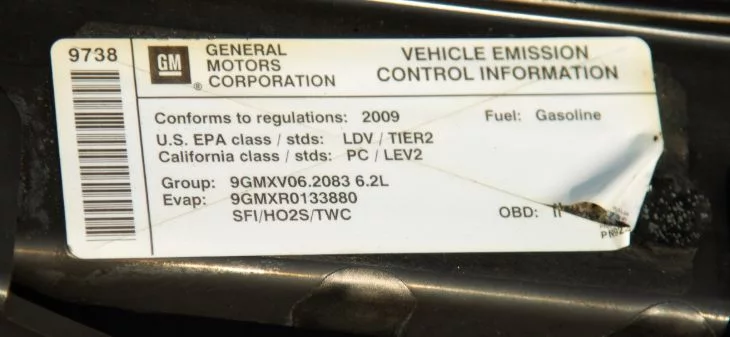 9738
GM
®
GENERAL
MOTORS
CORPORATION
VEHICLE EMISSION
CONTROL INFORMATION
Conforms to regulations: 2009
Fuel: Gasoline
U.S. EPA class / stds: LDV / TIER2
California class / stds: PC / LEV2
Group: 9GMXV06.2083 6.2L
Evap: 9GMXR0133880
SFI/HO2S/TWC
OBD: II